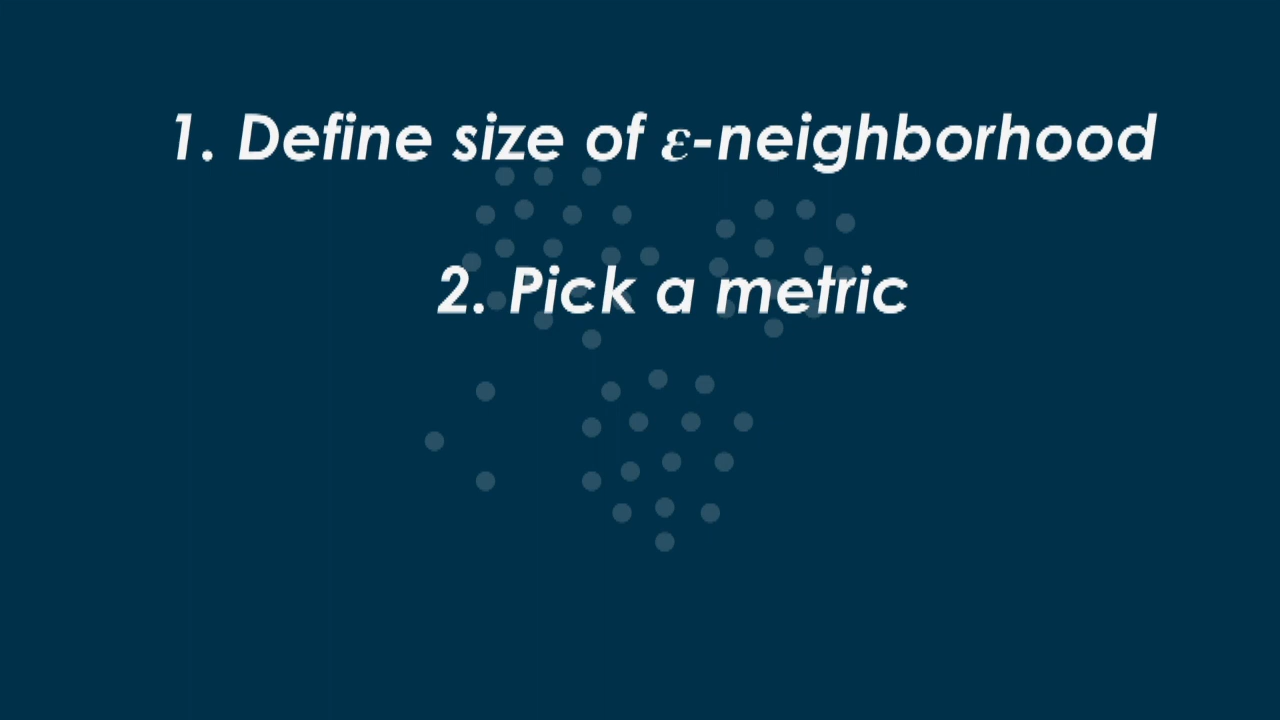 1. Define size of ε-neighborhood
2. Pick a metric